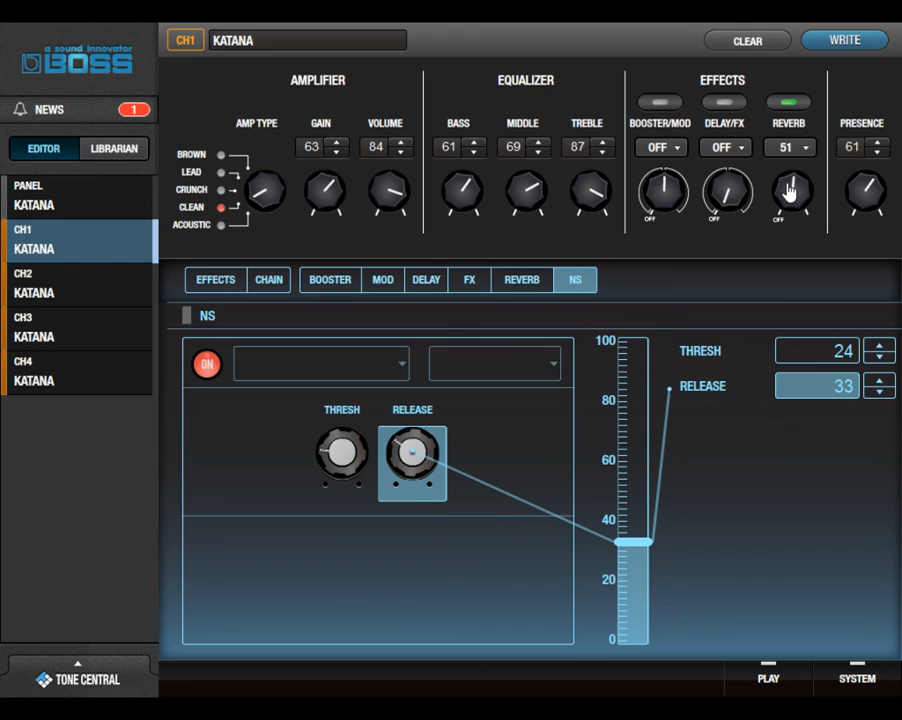 a sound innovator
BOSS
CH1 KATANA CLEAR WRITE
NEWS 1
EDITOR LIBRARIAN
PANEL
KATANA
CH1
KATANA
CH2
KATANA
CH3
KATANA
CH4
KATANA
TONE CENTRAL
AMPLIFIER
AMP TYPE GAIN VOLUME
63 84
BROWN
LEAD
CRUNCH
CLEAN
ACOUSTIC
EQUALIZER
BASS MIDDLE TREBLE
61 69 87
EFFECTS
BOOSTER/MOD DELAY/FX REVERB
OFF OFF 51
OFF OFF OFF
PRESENCE
61
EFFECTS CHAIN BOOSTER MOD DELAY FX REVERB NS
NS
ON
THRESH RELEASE
100
80
60
40
20
0
THRESH 24
RELEASE 33
PLAY SYSTEM